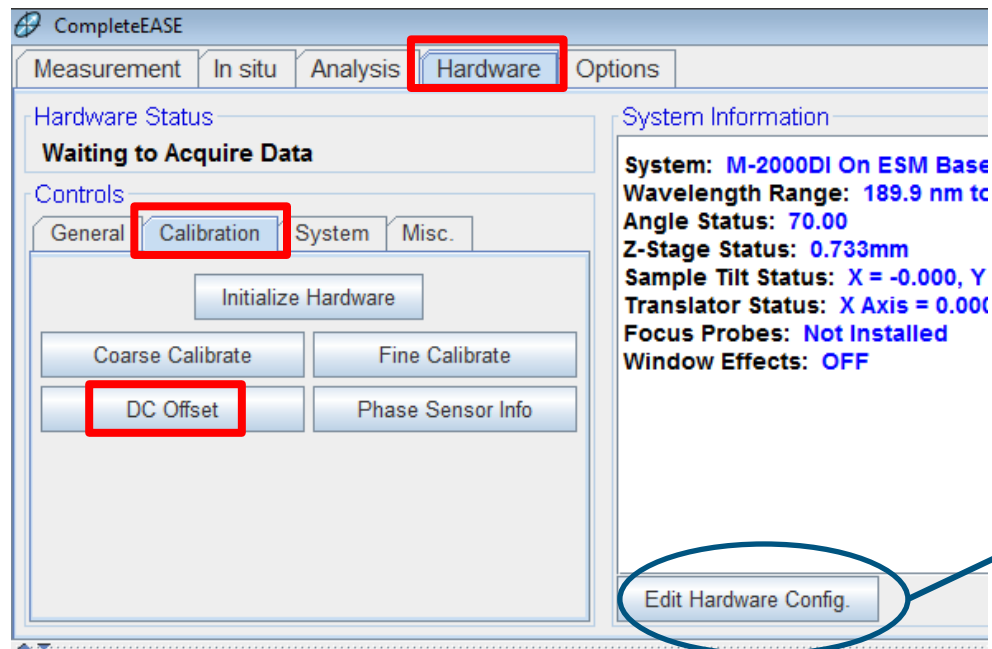 CompleteEASE
Measurement In situ Analysis Hardware Options
Hardware Status
Waiting to Acquire Data
Controls
General Calibration System Misc.
Initialize Hardware
Coarse Calibrate Fine Calibrate
DC Offset Phase Sensor Info
System Information
System: M-2000DI On ESM Base
Wavelength Range: 189.9 nm to
Angle Status: 70.00
Z-Stage Status: 0.733mm
Sample Tilt Status: X = -0.000, Y
Translator Status: X Axis = 0.000
Focus Probes: Not Installed
Window Effects: OFF
Edit Hardware Config.